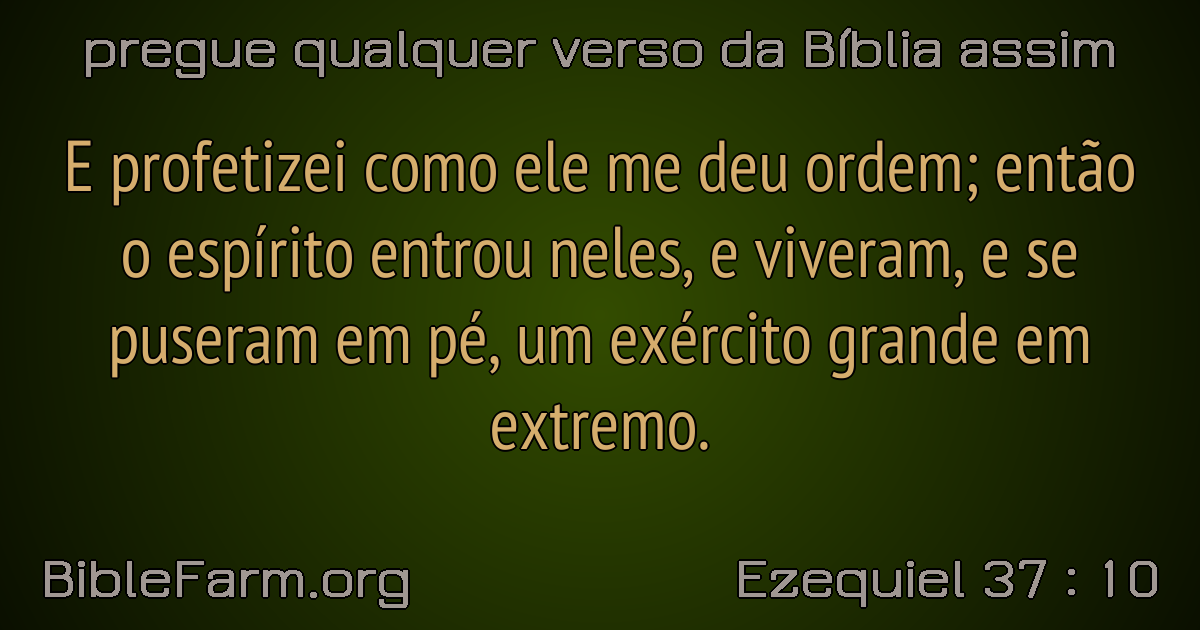 pregue qualquer verso da Bíblia assim
E profetizei como ele me deu ordem; então
o espírito entrou neles, e viveram, e se
puseram em pé, um exército grande em
extremo.
BibleFarm.org
Ezequiel 37 : 10